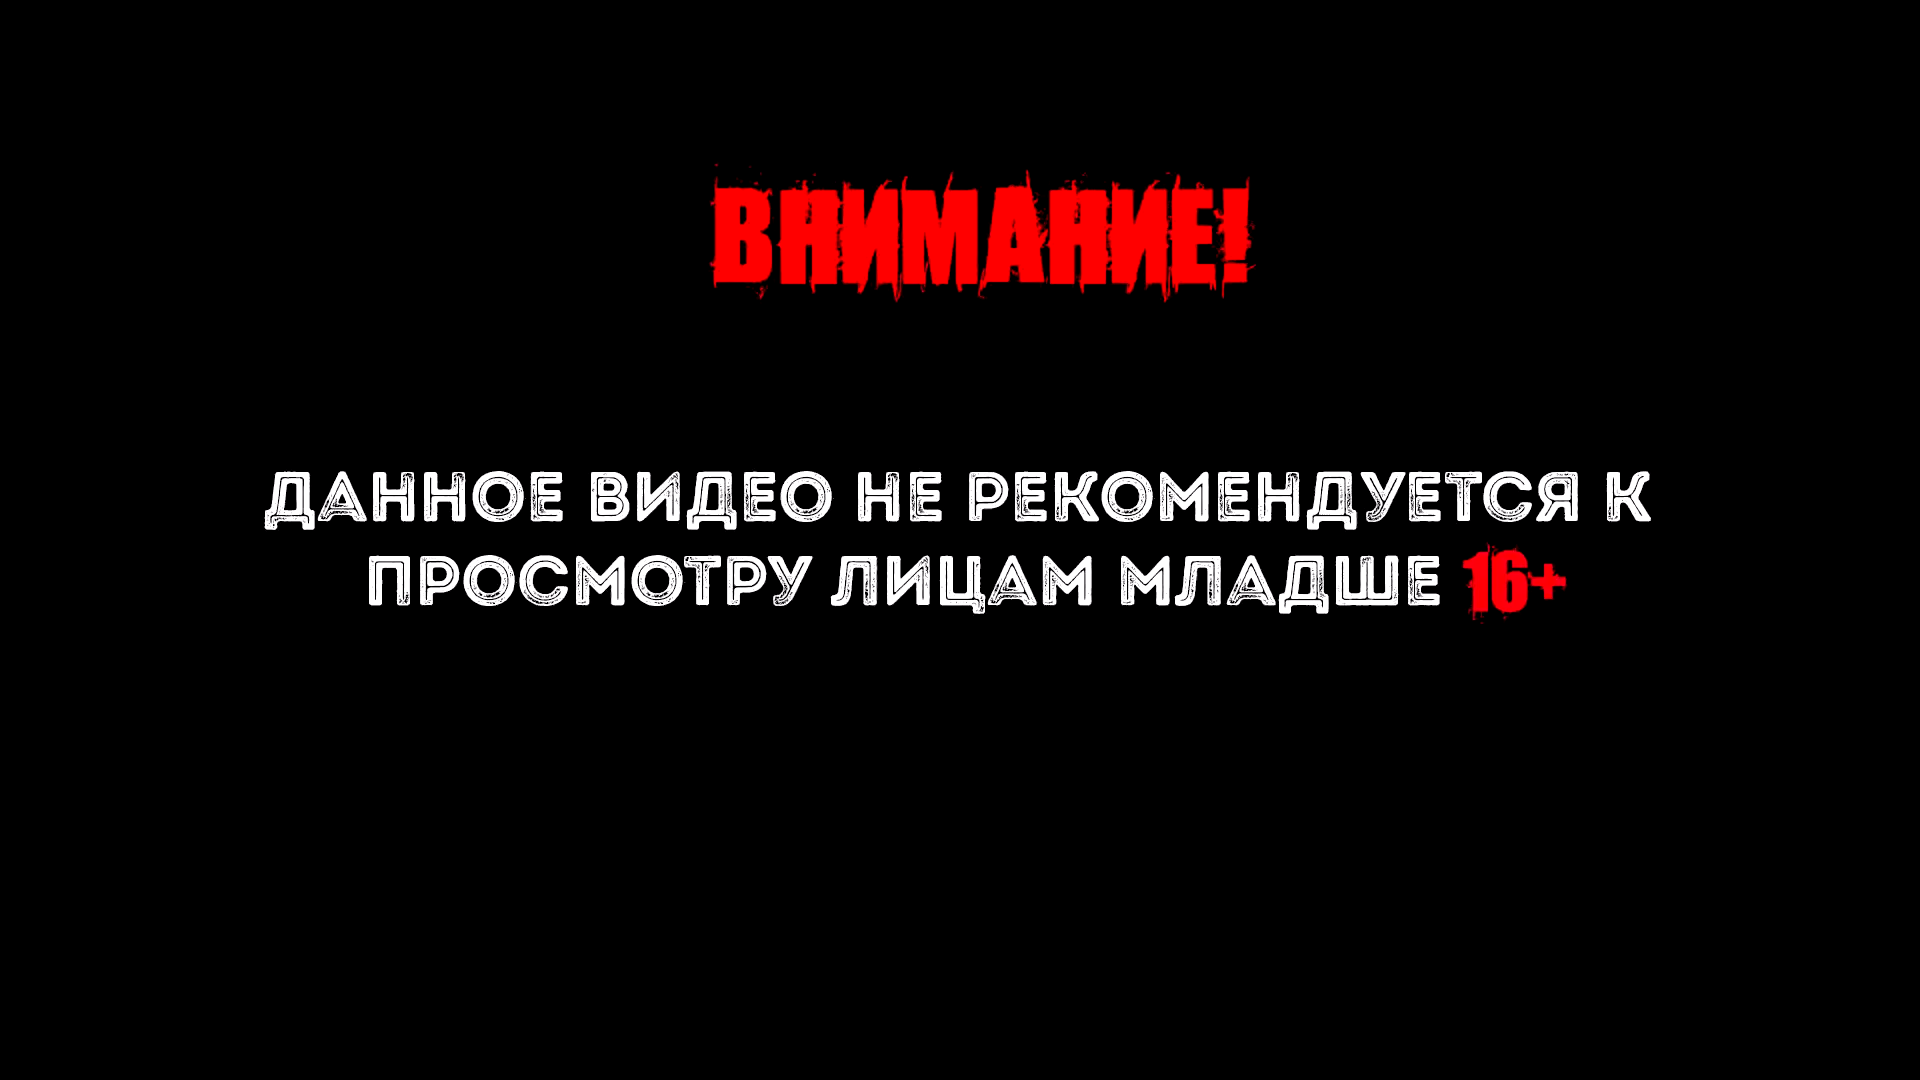 ВНИМАНИЕ!
ДАННОЕ ВИДЕО НЕ РЕКОМЕНДУЕТСЯ К
ПРОСМОТРУ ЛИЦАМ МЛАДШЕ 16+